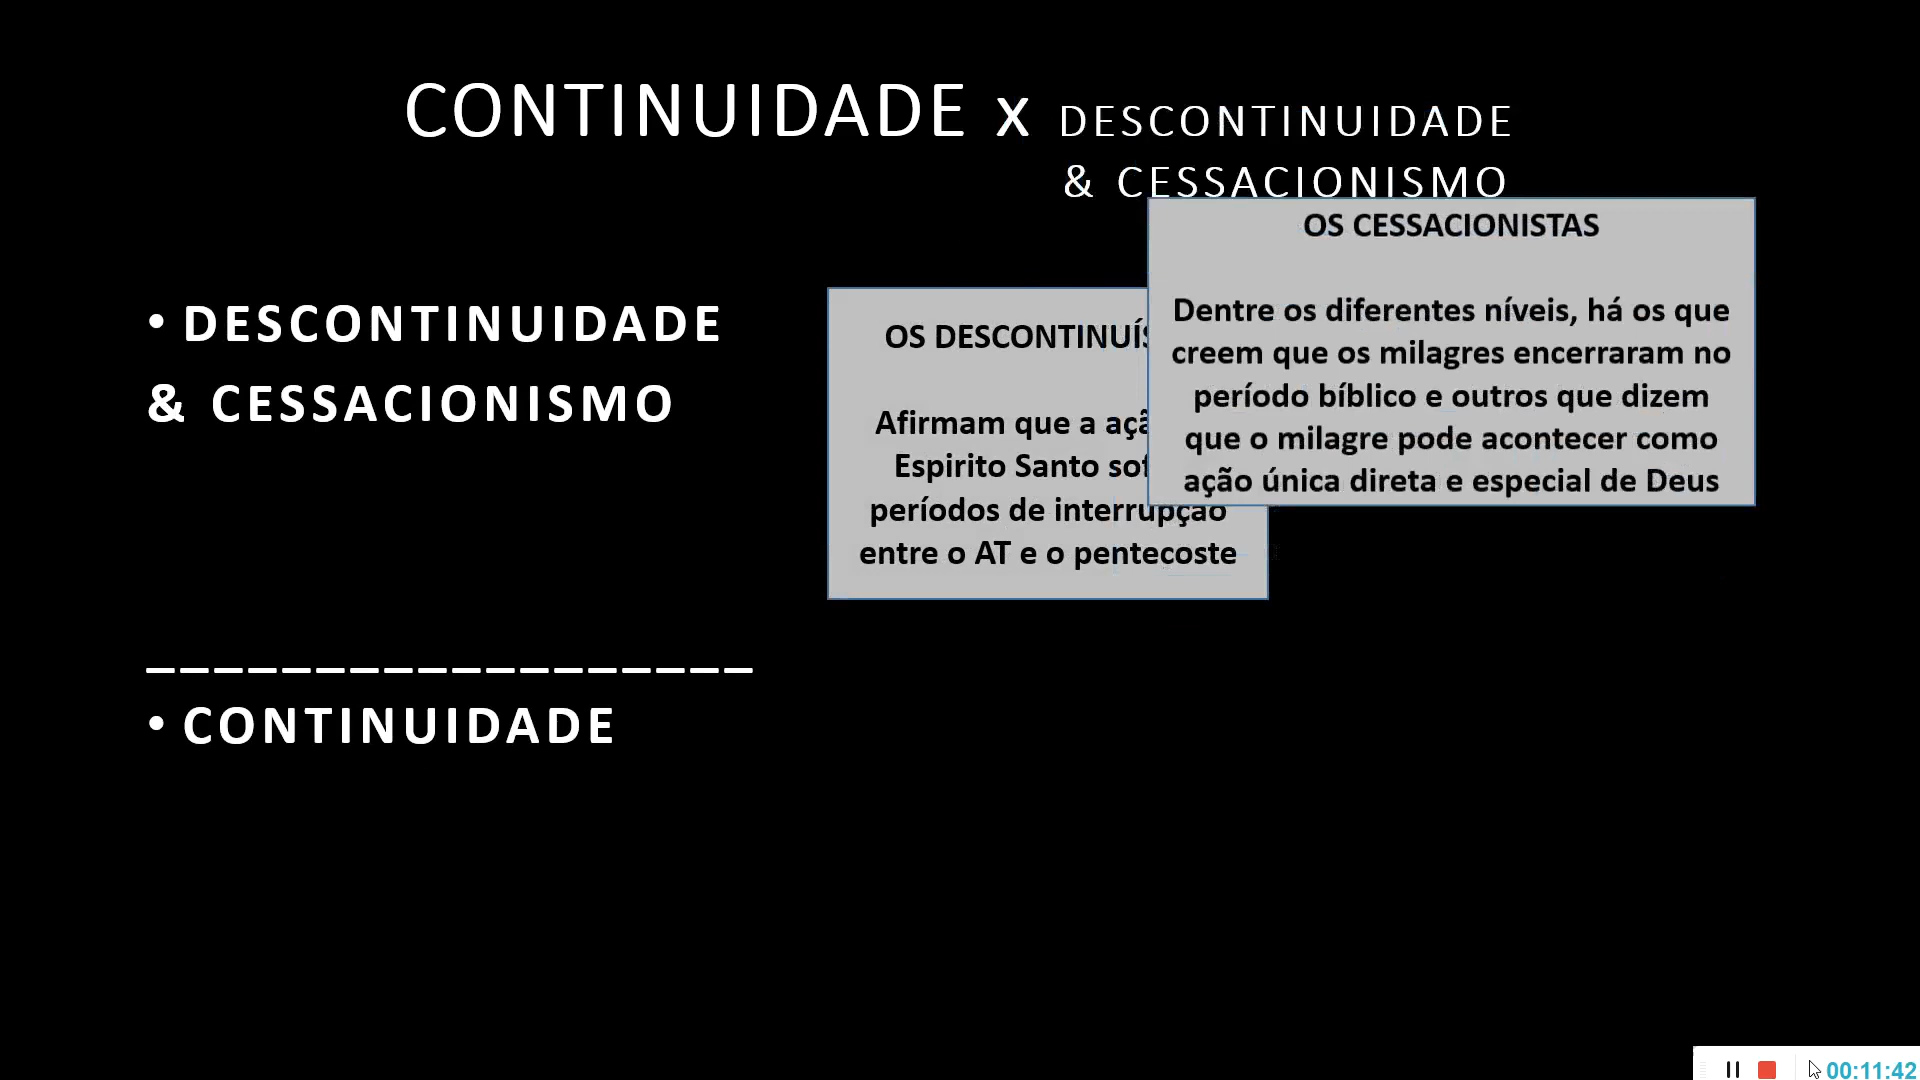 CONTINUIDADE x DESCONTINUIDADE
& CESSACIONISMO
• DESCONTINUIDADE
& CESSACIONISMO
OS DESCONTINUÍS
Afirmam que a açã
Espirito Santo sof
períodos de interrupção
entre o AT e o pentecoste
OS CESSACIONISTAS
Dentre os diferentes níveis, há os que
creem que os milagres encerraram no
período bíblico e outros que dizem
que o milagre pode acontecer como
ação única direta e especial de Deus
__________________
• CONTINUIDADE
00:11:42